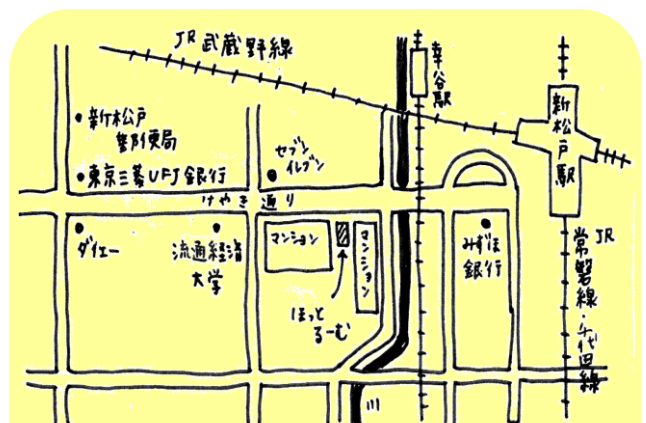 JR 武蔵野線
幸谷駅
新松戸駅
新松戸
郵便局
東京三菱UFJ銀行
セブン
イレブン
けやき通り
ダイエー
流通経済
大学
マンション
マンション
ほっと
るーむ
みずほ
銀行
JR
常磐線・千代田線
川